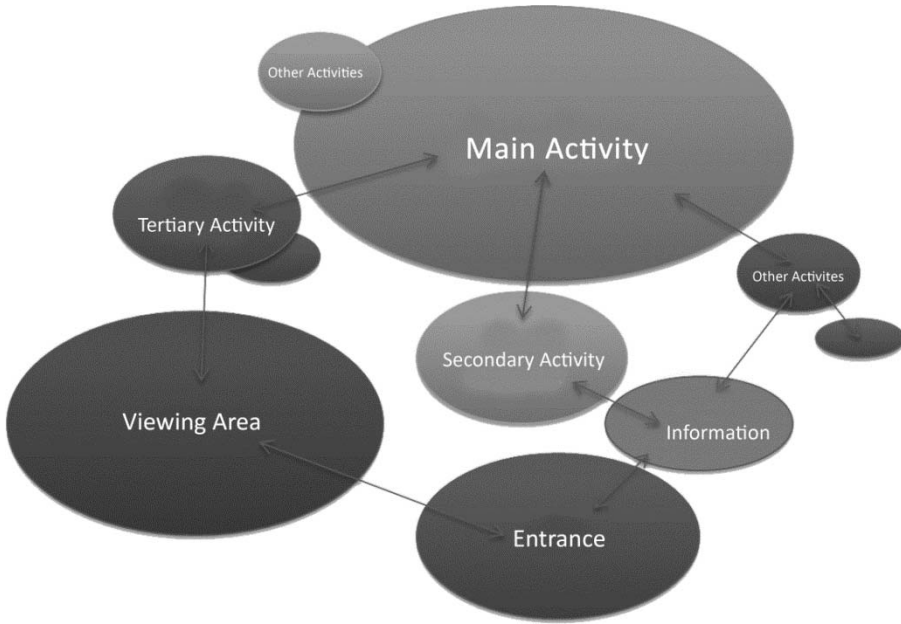 Other Activities
Main Activity
Tertiary Activity
Other Activites
Secondary Activity
Viewing Area
Information
Entrance